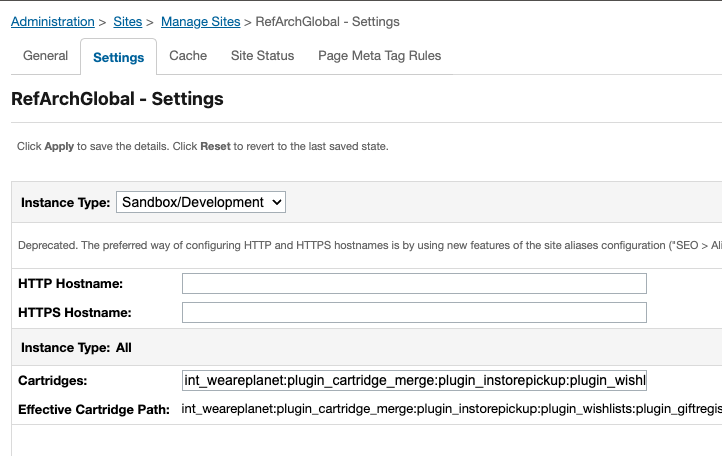 Administration > Sites > Manage Sites > RefArchGlobal - Settings
General Settings Cache Site Status Page Meta Tag Rules
RefArchGlobal - Settings
Click Apply to save the details. Click Reset to revert to the last saved state.
Instance Type: Sandbox/Development
Deprecated. The preferred way of configuring HTTP and HTTPS hostnames is by using new features of the site aliases configuration ("SEO > Ali
HTTP Hostname:
HTTPS Hostname:
Instance Type: All
Cartridges: int_weareplanet:plugin_cartridge_merge:plugin_instorepickup:plugin_wishl
Effective Cartridge Path: int_weareplanet:plugin_cartridge_merge:plugin_instorepickup:plugin_wishlists:plugin_giftregis